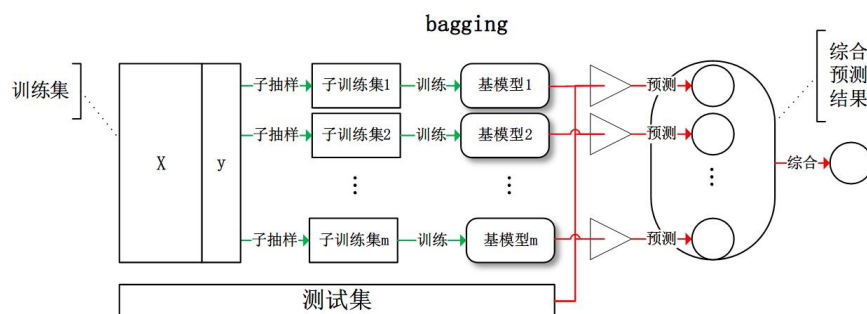 bagging
训练集
X
y
子抽样
子训练集1
训练
基模型1
预测
综合
预测
结果
子抽样
子训练集2
训练
基模型2
预测
综合
⋮
⋮
⋮
子抽样
子训练集m
训练
基模型m
预测
测试集